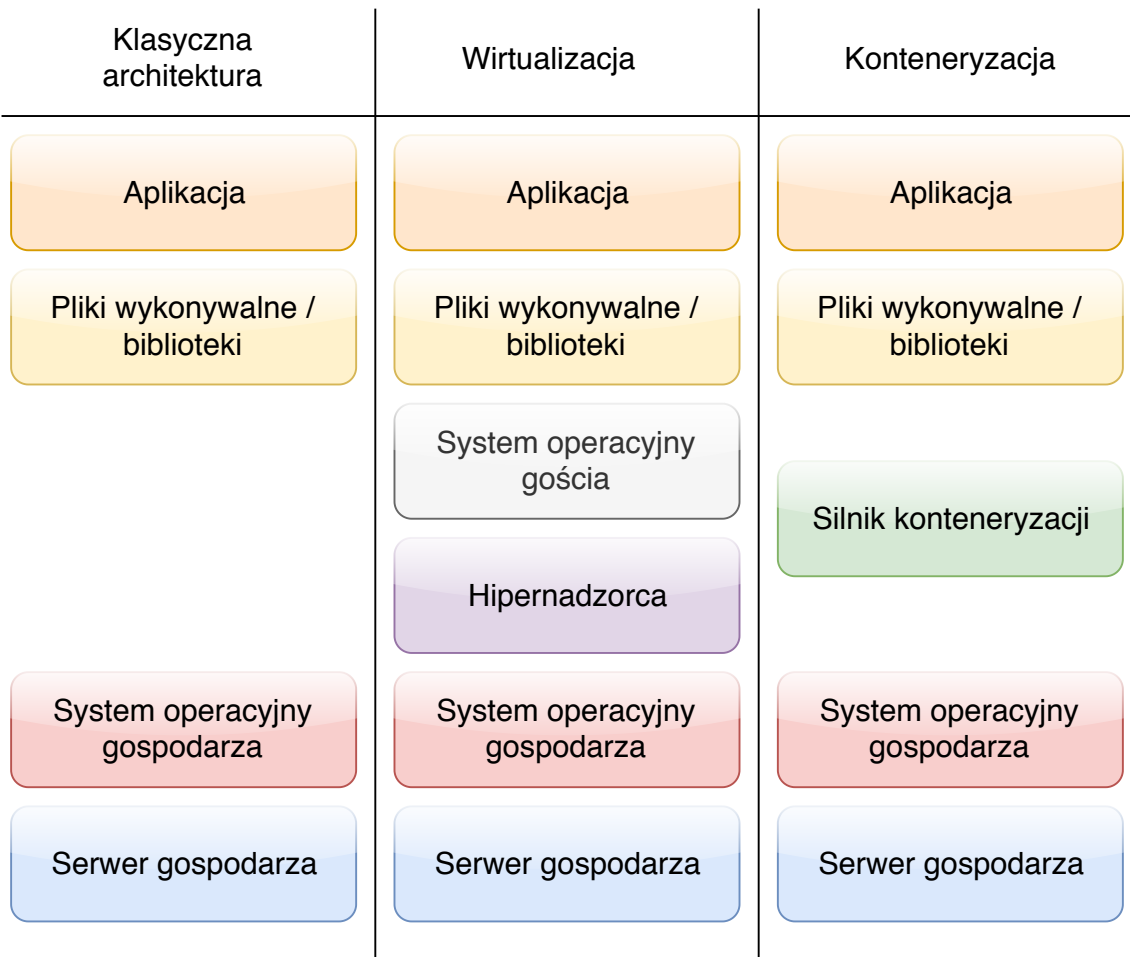 Klasyczna
architektura
Wirtualizacja
Konteneryzacja
Aplikacja
Aplikacja
Aplikacja
Pliki wykonywalne /
biblioteki
Pliki wykonywalne /
biblioteki
Pliki wykonywalne /
biblioteki
System operacyjny
gościa
Silnik konteneryzacji
Hipernadzorca
System operacyjny
gospodarza
System operacyjny
gospodarza
System operacyjny
gospodarza
Serwer gospodarza
Serwer gospodarza
Serwer gospodarza